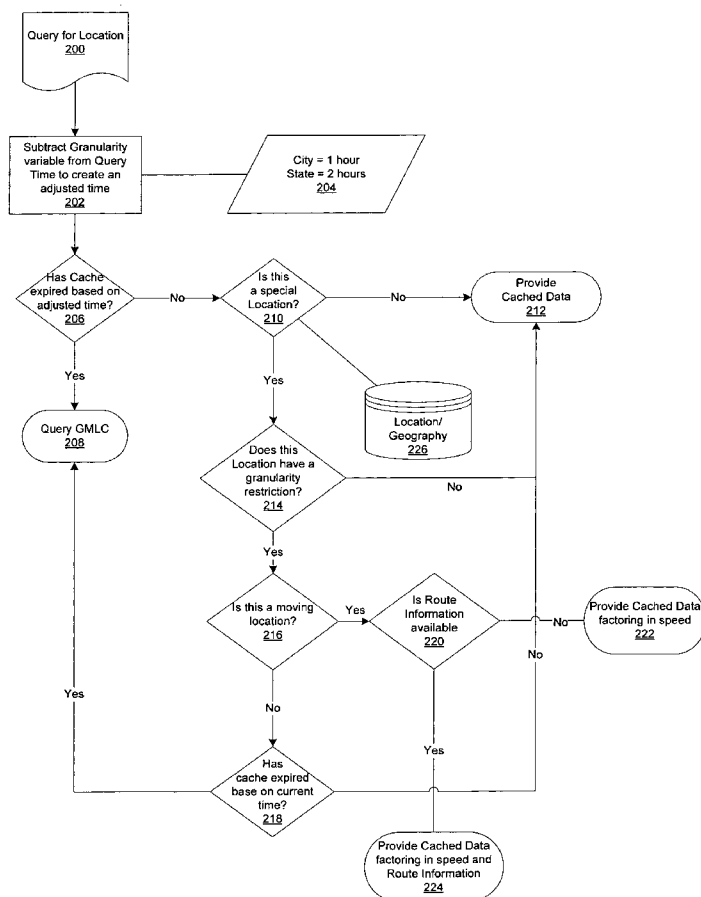 Query for Location
200
Subtract Granularity
variable from Query
Time to create an
adjusted time
202
City = 1 hour
State = 2 hours
204
Has Cache
expired based on
adjusted time?
206
No
Is this
a special
Location?
210
No
Provide
Cached Data
212
Yes
Yes
Query GMLC
208
Location/
Geography
226
Does this
Location have a
granularity
restriction?
214
No
Yes
Is this a moving
location?
216
Yes
Is Route
Information
available
220
No
Provide Cached Data
factoring in speed
222
No
Yes
No
Yes
Has
cache expired
base on current
time?
218
Provide Cached Data
factoring in speed and
Route Information
224